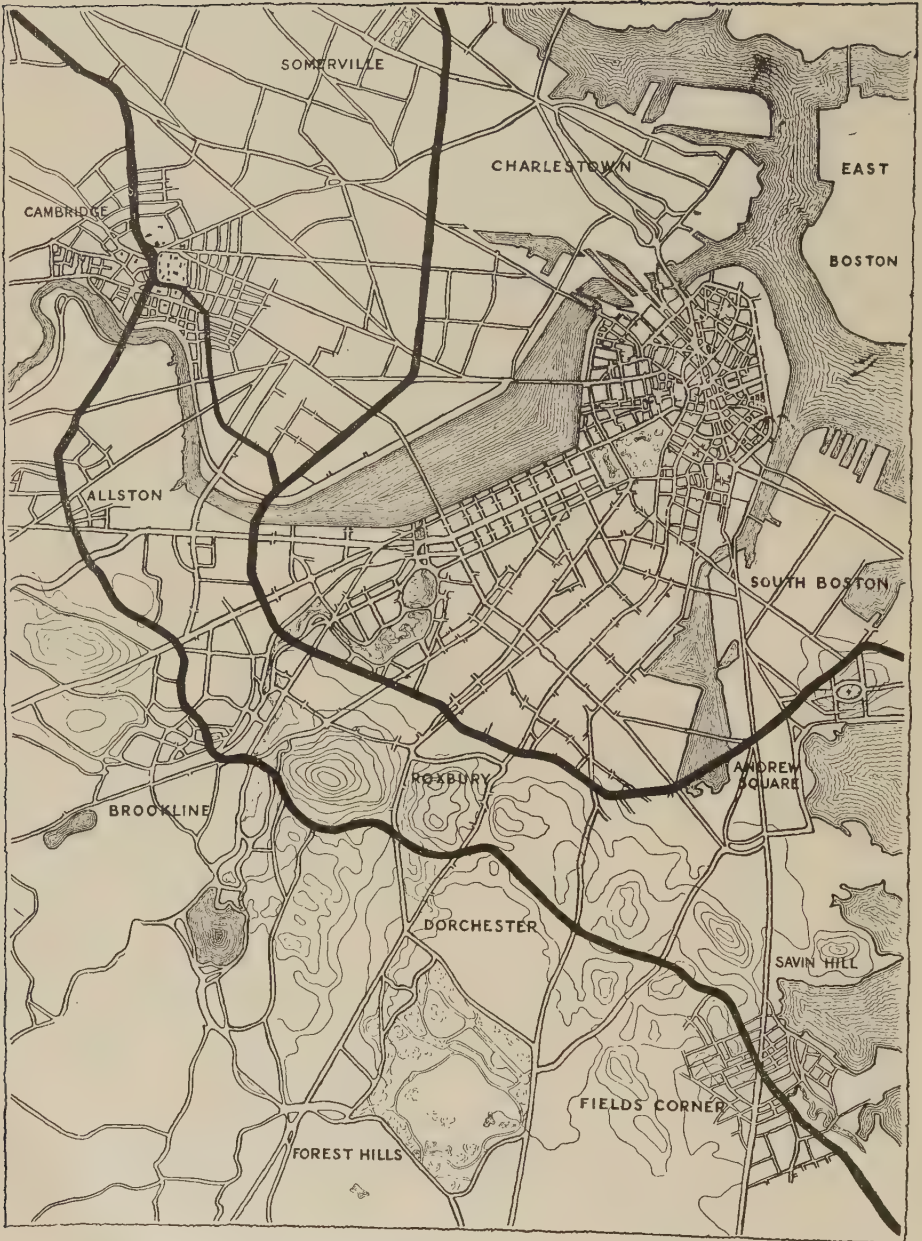 SOMERVILLE
CHARLESTOWN
EAST
BOSTON
CAMBRIDGE
ALLSTON
SOUTH BOSTON
ROXBURY
ANDREW
SQUARE
BROOKLINE
DORCHESTER
SAVIN HILL
FIELDS CORNER
FOREST HILLS